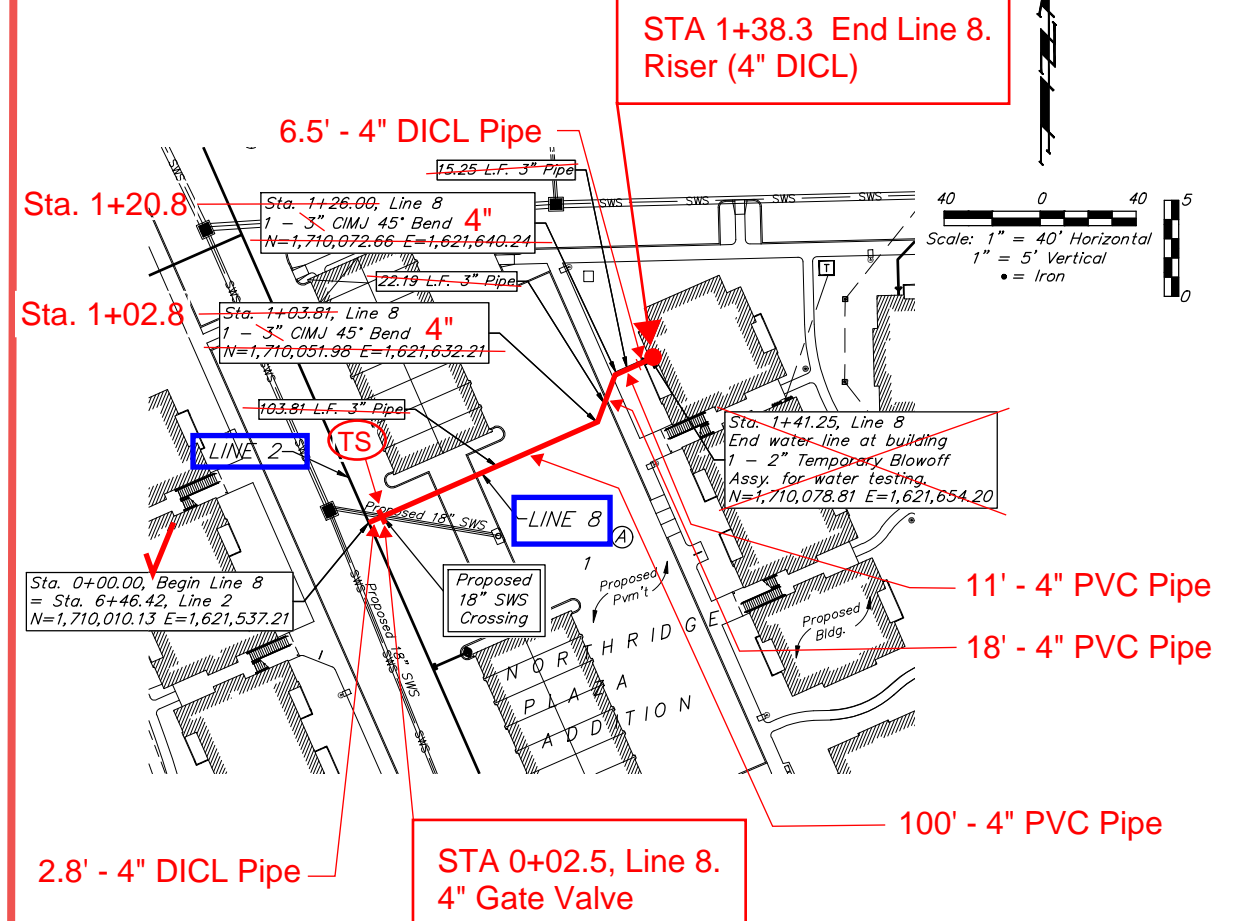 STA 1+38.3 End Line 8.
Riser (4" DICL)
6.5' - 4" DICL Pipe
15.25 L.F. 3" Pipe
Sta. 1+20.8
Sta. 1+26.00, Line 8
1 - 3" CIMJ 45° Bend 4"
N=1,710,072.66 E=1,621,640.24
SWS
SWS
SWS
SWS
40 0 40
Scale: 1" = 40' Horizontal
1" = 5' Vertical
• = Iron
5
0
22.19 L.F. 3" Pipe
T
Sta. 1+02.8
Sta. 1+03.81, Line 8
1 - 3" CIMJ 45° Bend 4"
N=1,710,051.98 E=1,621,632.21
SWS
SWS
103.81 L.F. 3" Pipe
LINE 2
TS
Sta. 1+41.25, Line 8
End water line at building
1 - 2" Temporary Blowoff
Assy. for water testing.
N=1,710,078.81 E=1,621,654.20
Proposed 18" SWS
LINE 8
A
1
Sta. 0+00.00, Begin Line 8
= Sta. 6+46.42, Line 2
N=1,710,010.13 E=1,621,537.21
SWS
Proposed 18" SWS
SWS
Proposed
18" SWS
Crossing
Proposed
Pvm't
Proposed
Bldg.
NORTHRIDGE
PLAZA
ADDITION
11' - 4" PVC Pipe
18' - 4" PVC Pipe
100' - 4" PVC Pipe
2.8' - 4" DICL Pipe
STA 0+02.5, Line 8.
4" Gate Valve